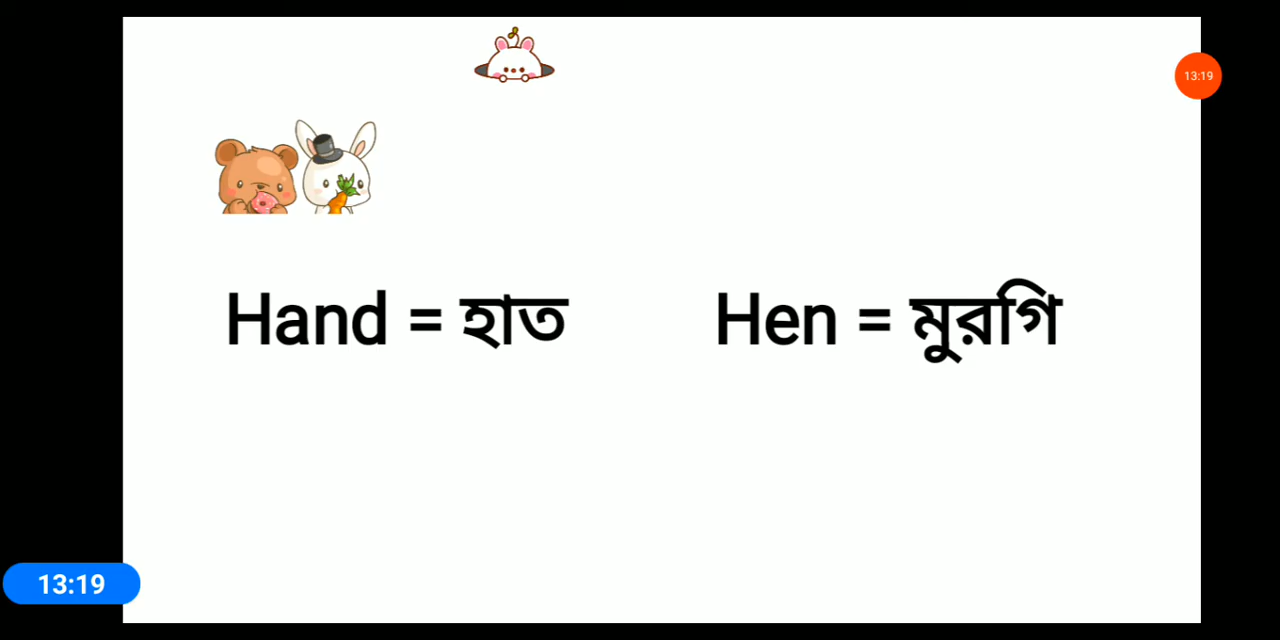 13:19
Hand = হাত Hen = মুরগি
13:19